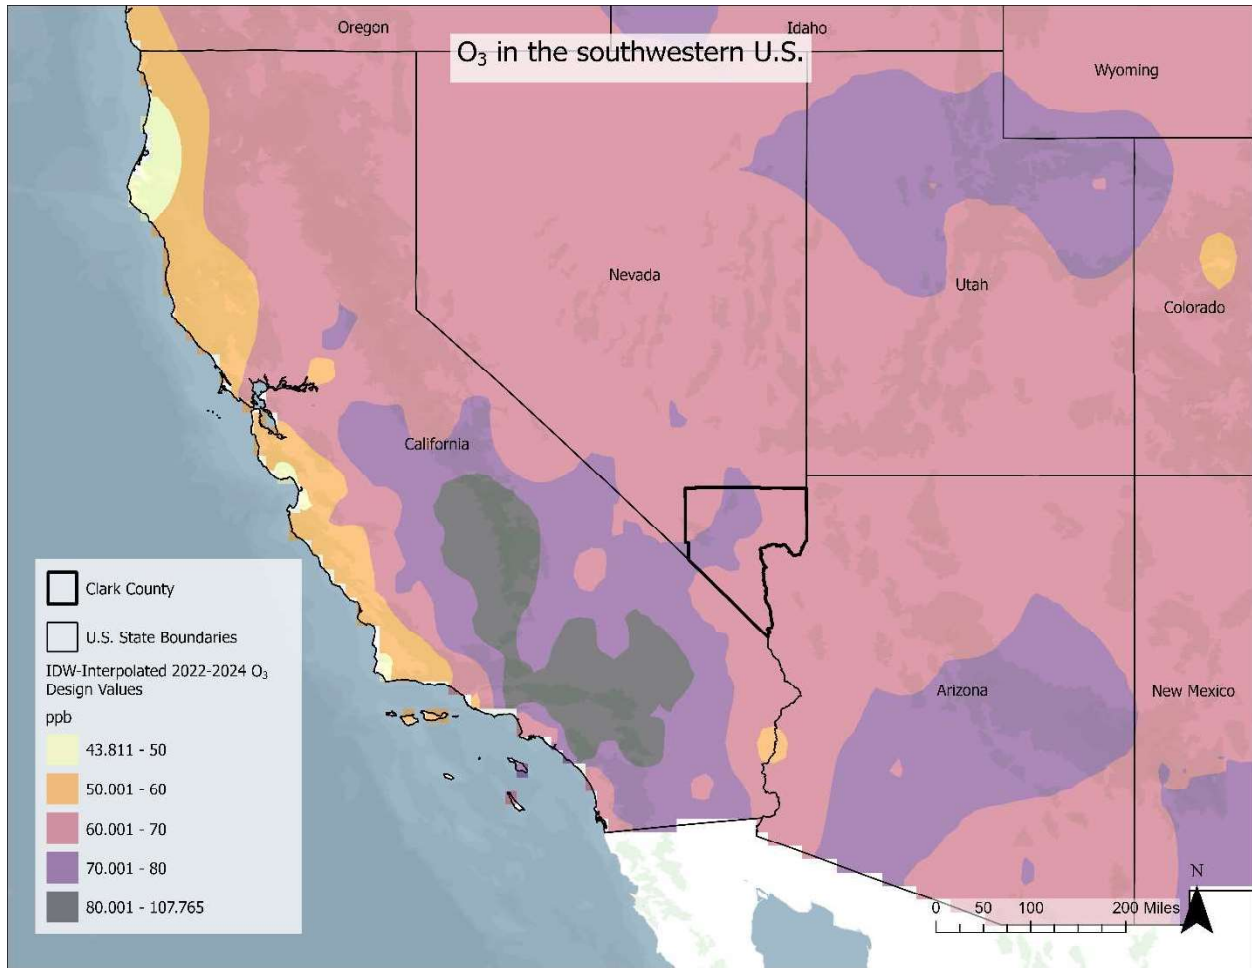 Oregon
Idaho
O₃ in the southwestern U.S.
Wyoming
Nevada
Utah
Colorado
California
Arizona
New Mexico
Clark County
U.S. State Boundaries
IDW-Interpolated 2022-2024 O₃
Design Values
ppb
43.811 - 50
50.001 - 60
60.001 - 70
70.001 - 80
80.001 - 107.765
N
0 50 100 200 Miles